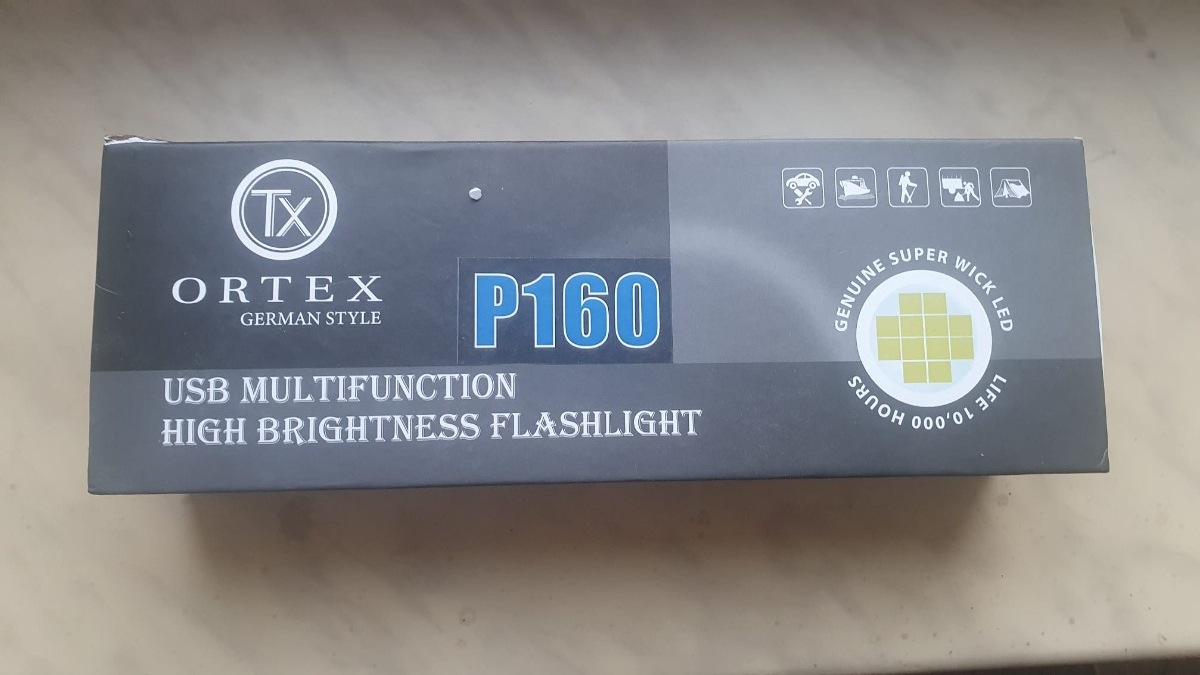 TX
ORTEX
GERMAN STYLE
P160
USB MULTIFUNCTION
HIGH BRIGHTNESS FLASHLIGHT
GENUINE SUPER WICK LED
LIFE 10,000 HOURS